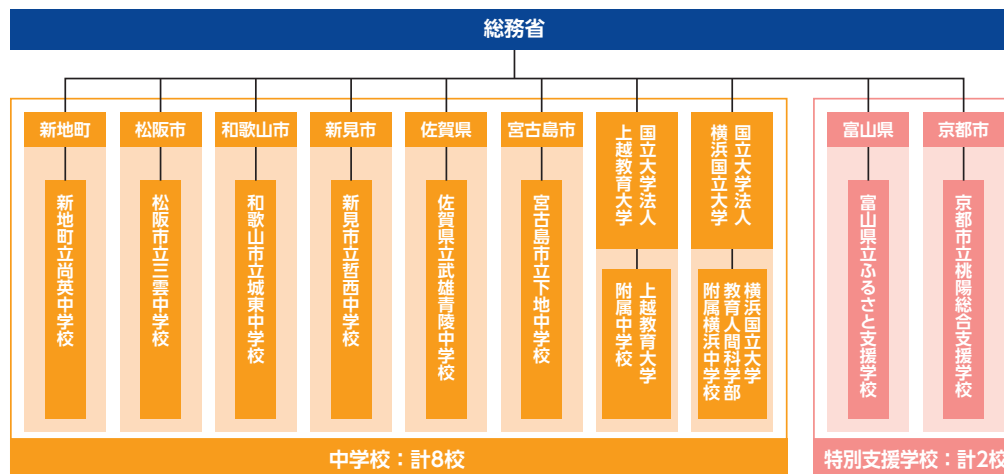 総務省
新地町
松阪市
和歌山市
新見市
佐賀県
宮古島市
国立大学法人
上越教育大学
国立大学法人
横浜国立大学
富山県
京都市
新地町立尚英中学校
松阪市立三雲中学校
和歌山市立城東中学校
新見市立哲西中学校
佐賀県立武雄青陵中学校
宮古島市立下地中学校
上越教育大学
附属中学校
横浜国立大学
教育人間科学部
附属横浜中学校
富山県立ふるさと支援学校
京都市立桃陽総合支援学校
中学校：計8校
特別支援学校：計2校